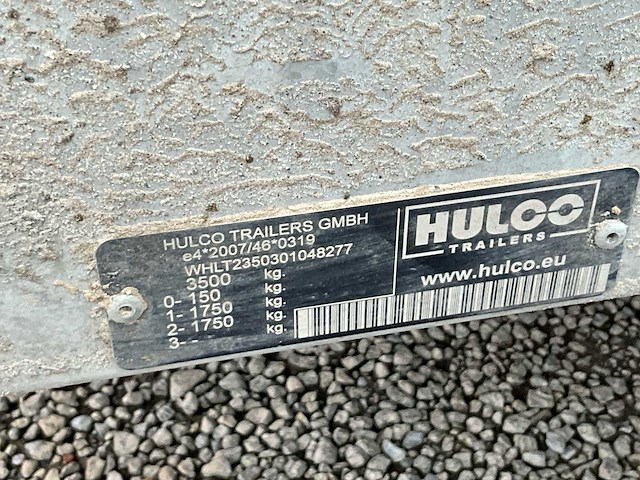 HULCO TRAILERS GMBH
e4*2007/46*0319
WHLT2350301048277
3500 kg.
0- 150 kg.
1- 1750 kg.
2- 1750 kg.
3- -
HULCO
TRAILERS
www.hulco.eu